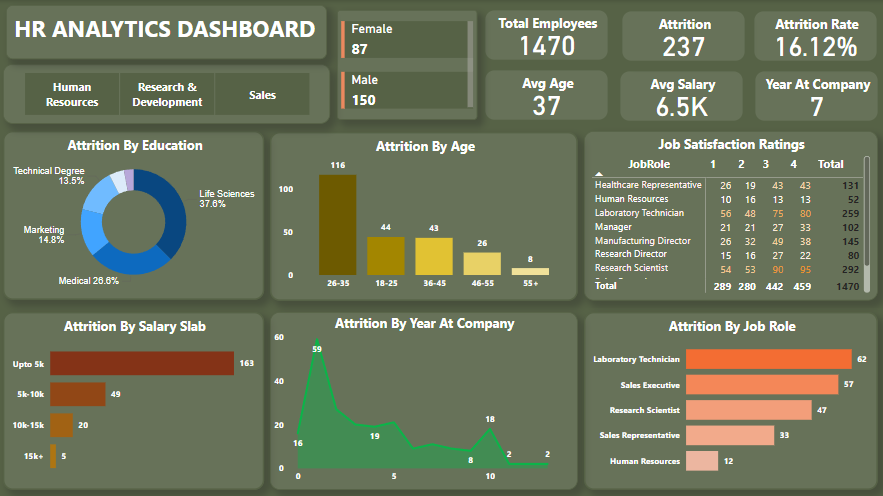 HR ANALYTICS DASHBOARD
Human Resources
Research & Development
Sales
Female
87
Male
150
Total Employees
1470
Attrition
237
Attrition Rate
16.12%
Avg Age
37
Avg Salary
6.5K
Year At Company
7
Attrition By Education
Technical Degree
13.5%
Life Sciences
37.6%
Marketing
14.8%
Medical 26.6%
Attrition By Age
100
50
0
116
44
43
26
8
26-35 18-25 36-45 46-55 55+
Job Satisfaction Ratings
JobRole 1 2 3 4 Total
Healthcare Representative 26 19 43 43 131
Human Resources 10 16 13 13 52
Laboratory Technician 56 48 75 80 259
Manager 21 21 27 33 102
Manufacturing Director 26 32 49 38 145
Research Director 15 16 27 22 80
Research Scientist 54 53 90 95 292
Total 289 280 442 459 1470
Attrition By Salary Slab
Upto 5k 163
5k-10k 49
10k-15k 20
15k+ 5
Attrition By Year At Company
60
40
20
0
16
59
19
8
18
2
2
0 5 10
Attrition By Job Role
Laboratory Technician 62
Sales Executive 57
Research Scientist 47
Sales Representative 33
Human Resources 12